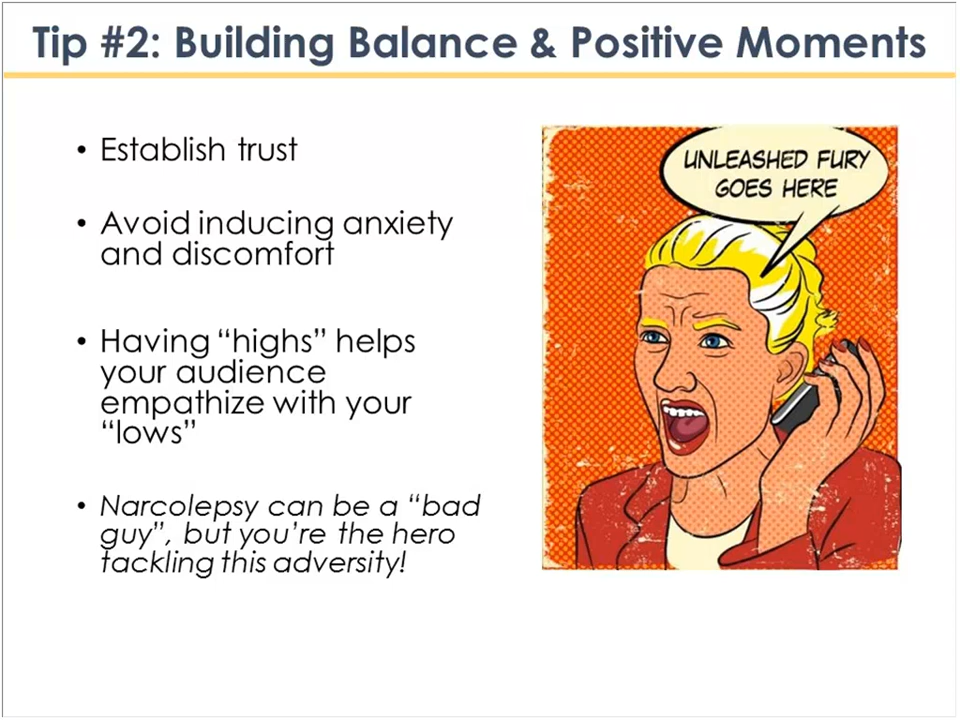 Tip #2: Building Balance & Positive Moments
• Establish trust
• Avoid inducing anxiety
and discomfort
• Having “highs” helps
your audience
empathize with your
“lows”
• Narcolepsy can be a “bad
guy”, but you’re the hero
tackling this adversity!
UNLEASHED FURY
GOES HERE